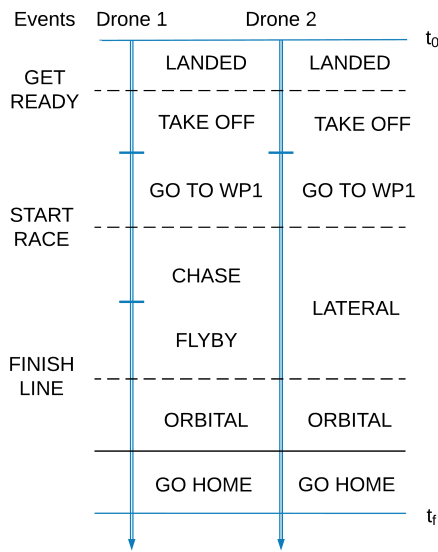 Events Drone 1 Drone 2
t0
LANDED LANDED
GET
READY
TAKE OFF TAKE OFF
GO TO WP1 GO TO WP1
START
RACE
CHASE
LATERAL
FLYBY
FINISH
LINE
ORBITAL ORBITAL
GO HOME GO HOME
tf